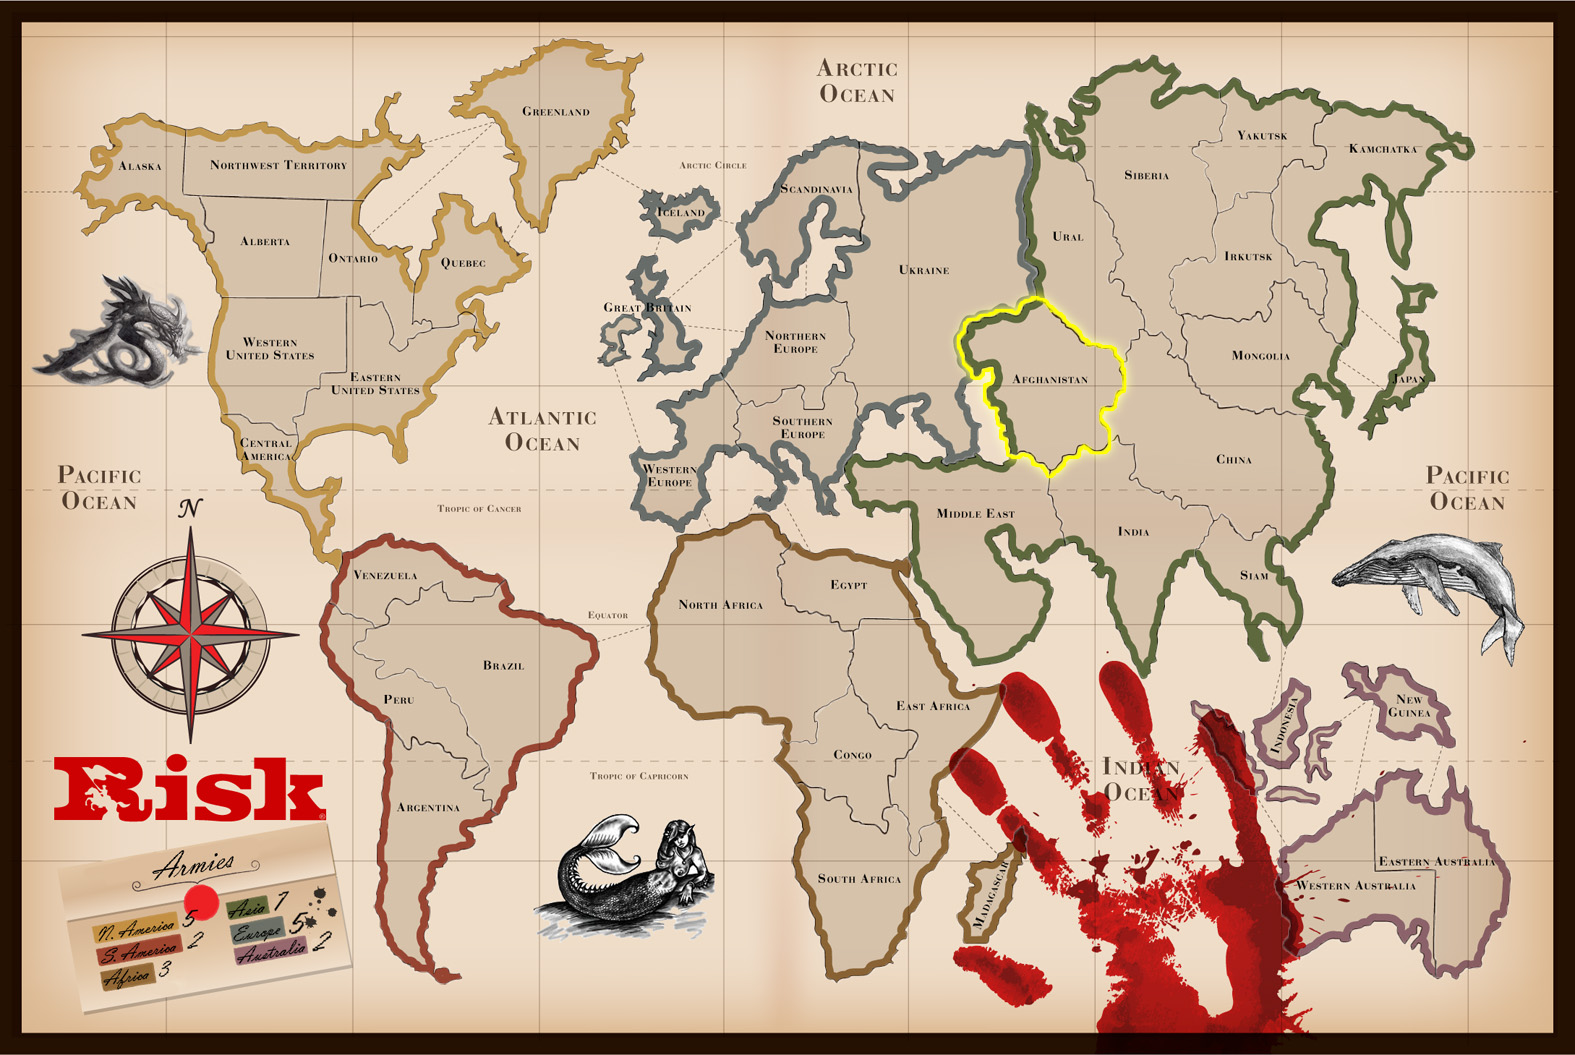 Arctic
Ocean
Greenland
Alaska
Northwest Territory
Arctic Circle
Iceland
Scandinavia
Siberia
Yakutsk
Kamchatka
Alberta
Ontario
Quebec
Great Britain
Ukraine
Ural
Irkutsk
Western
United States
Eastern
United States
Northern
Europe
Afghanistan
Mongolia
Japan
Central
America
Atlantic
Ocean
Southern
Europe
Western
Europe
China
Pacific
Ocean
Pacific
Ocean
N
Tropic of Cancer
Middle East
India
Siam
Venezuela
Equator
North Africa
Egypt
Brazil
Peru
East Africa
Congo
Indonesia
New
Guinea
Indian
Ocean
Tropic of Capricorn
Argentina
South Africa
Madagascar
Western Australia
Eastern Australia
Risk
Armies
N. America 5
S. America 2
Africa 3
Asia 7
Europe 5
Australia 2